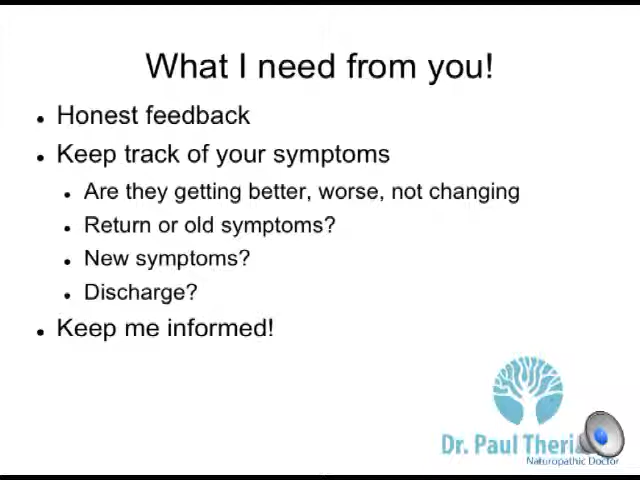 What I need from you!
Honest feedback
Keep track of your symptoms
Are they getting better, worse, not changing
Return or old symptoms?
New symptoms?
Discharge?
Keep me informed!
Dr. Paul
Naturopathic Doctor